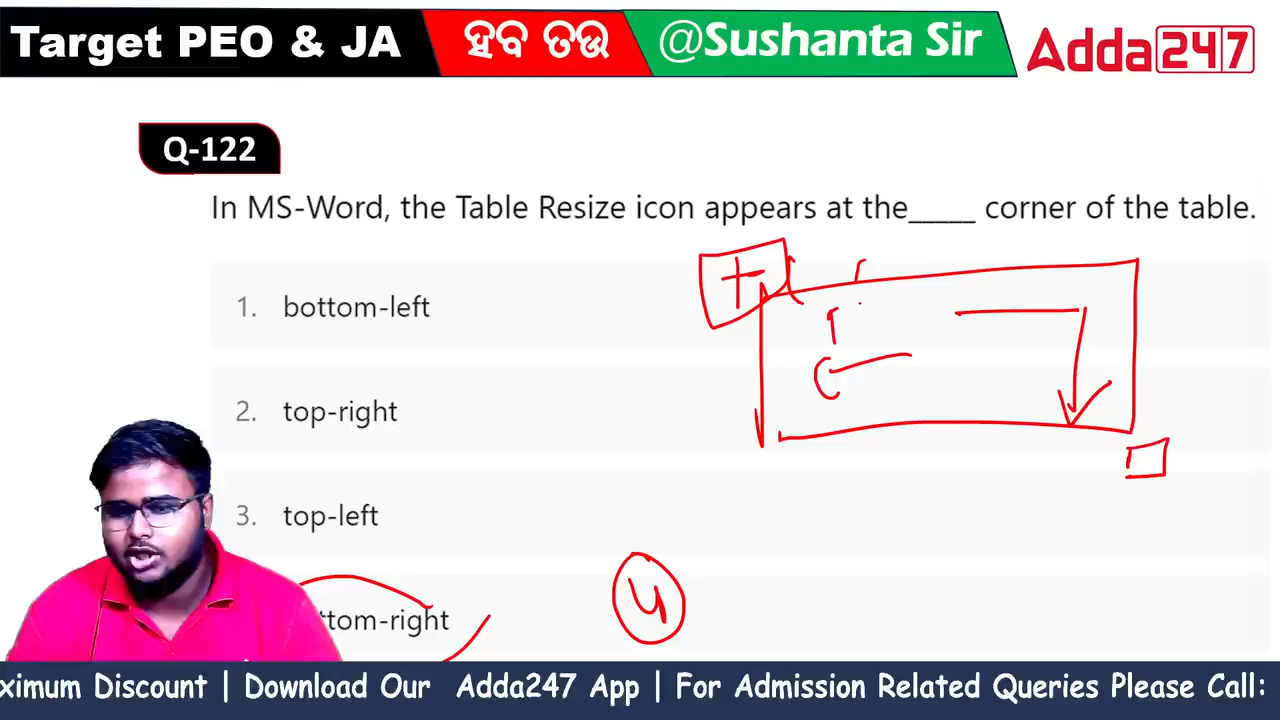 Target PEO & JA ହବ ତଉ @Sushanta Sir Adda247
Q-122
In MS-Word, the Table Resize icon appears at the_____ corner of the table.
1. bottom-left
2. top-right
3. top-left
ttom-right
4
ximum Discount | Download Our Adda247 App | For Admission Related Queries Please Call: